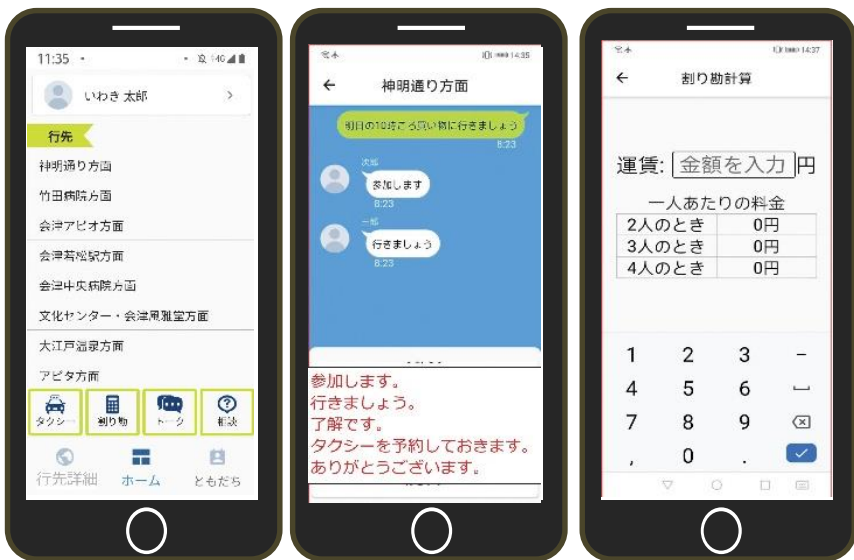 11:35
いわき 太郎
行先
神明通り方面
竹田病院方面
会津アピオ方面
会津若松駅方面
会津中央病院方面
文化センター・会津風雅堂方面
大江戸温泉方面
アピタ方面
タクシー 割り勘 トーク 相談
行先詳細 ホーム ともだち
14:35
← 神明通り方面
明日の10時ごろ買い物に行きましょう
8:23
次郎
参加します
8:23
一郎
行きましょう
8:23
参加します。
行きましょう。
了解です。
タクシーを予約しておきます。
ありがとうございます。
14:37
← 割り勘計算
運賃: 金額を入力 円
一人あたりの料金
2人のとき 0円
3人のとき 0円
4人のとき 0円
1 2 3 -
4 5 6
7 8 9
, 0 .